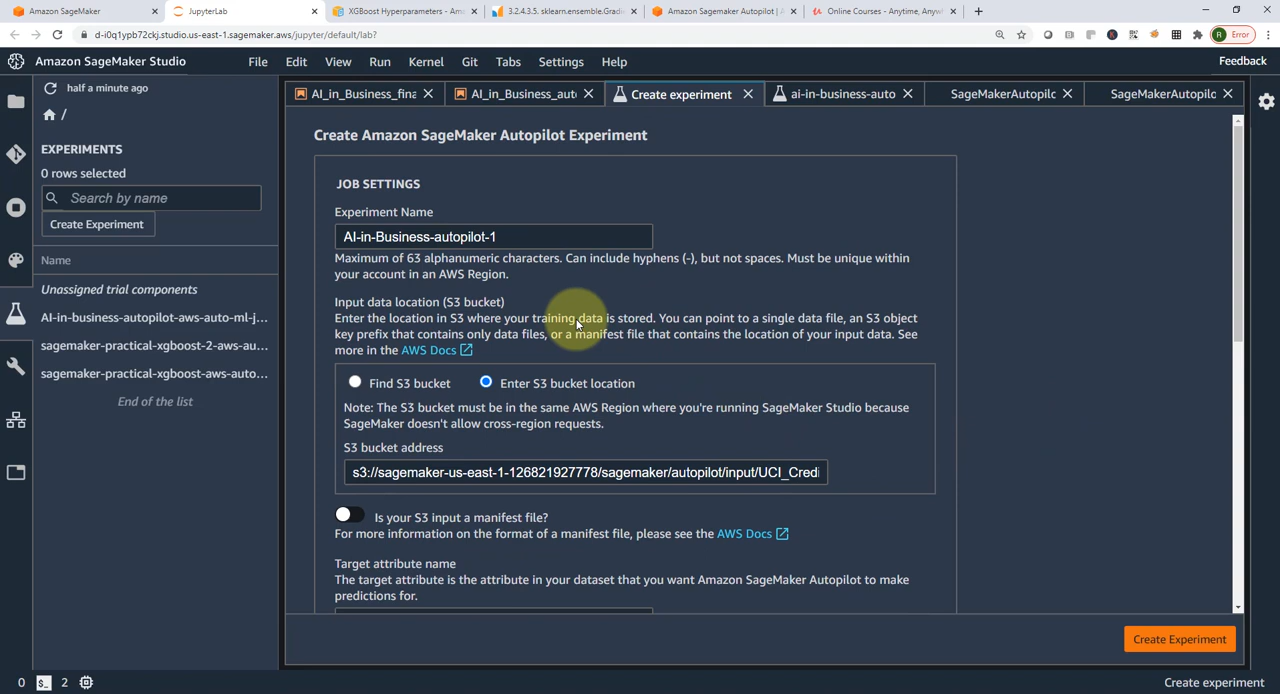 Amazon SageMaker
JupyterLab
XGBoost Hyperparameters - Ama
3.2.4.3.5. sklearn.ensemble.Gradi
Amazon Sagemaker Autopilot | A
Online Courses - Anytime, Anyw
d-i0q1ypb72ckj.studio.us-east-1.sagemaker.aws/jupyter/default/lab?
R Error
Amazon SageMaker Studio
File Edit View Run Kernel Git Tabs Settings Help
Feedback
half a minute ago
/
EXPERIMENTS
0 rows selected
Search by name
Create Experiment
Name
Unassigned trial components
AI-in-business-autopilot-aws-auto-ml-j...
sagemaker-practical-xgboost-2-aws-au...
sagemaker-practical-xgboost-aws-auto...
End of the list
AI_in_Business_fina
AI_in_Business_aut
Create experiment
ai-in-business-auto
SageMakerAutopilo
SageMakerAutopilo
Create Amazon SageMaker Autopilot Experiment
JOB SETTINGS
Experiment Name
AI-in-Business-autopilot-1
Maximum of 63 alphanumeric characters. Can include hyphens (-), but not spaces. Must be unique within
your account in an AWS Region.
Input data location (S3 bucket)
Enter the location in S3 where your training data is stored. You can point to a single data file, an S3 object
key prefix that contains only data files, or a manifest file that contains the location of your input data. See
more in the AWS Docs
Find S3 bucket
Enter S3 bucket location
Note: The S3 bucket must be in the same AWS Region where you're running SageMaker Studio because
SageMaker doesn't allow cross-region requests.
S3 bucket address
s3://sagemaker-us-east-1-126821927778/sagemaker/autopilot/input/UCI_Credi
Is your S3 input a manifest file?
For more information on the format of a manifest file, please see the AWS Docs
Target attribute name
The target attribute is the attribute in your dataset that you want Amazon SageMaker Autopilot to make
predictions for.
Create Experiment
0 $_ 2
Create experiment